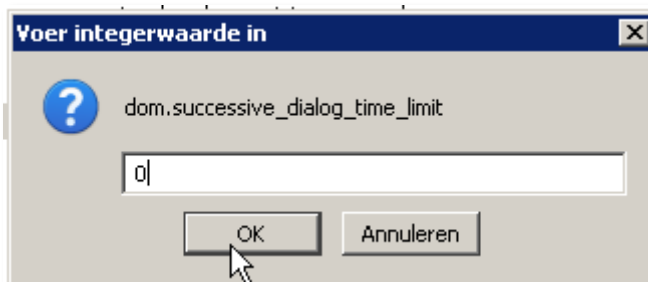 Voer integerwaarde in
dom.successive_dialog_time_limit
0
OK
Annuleren